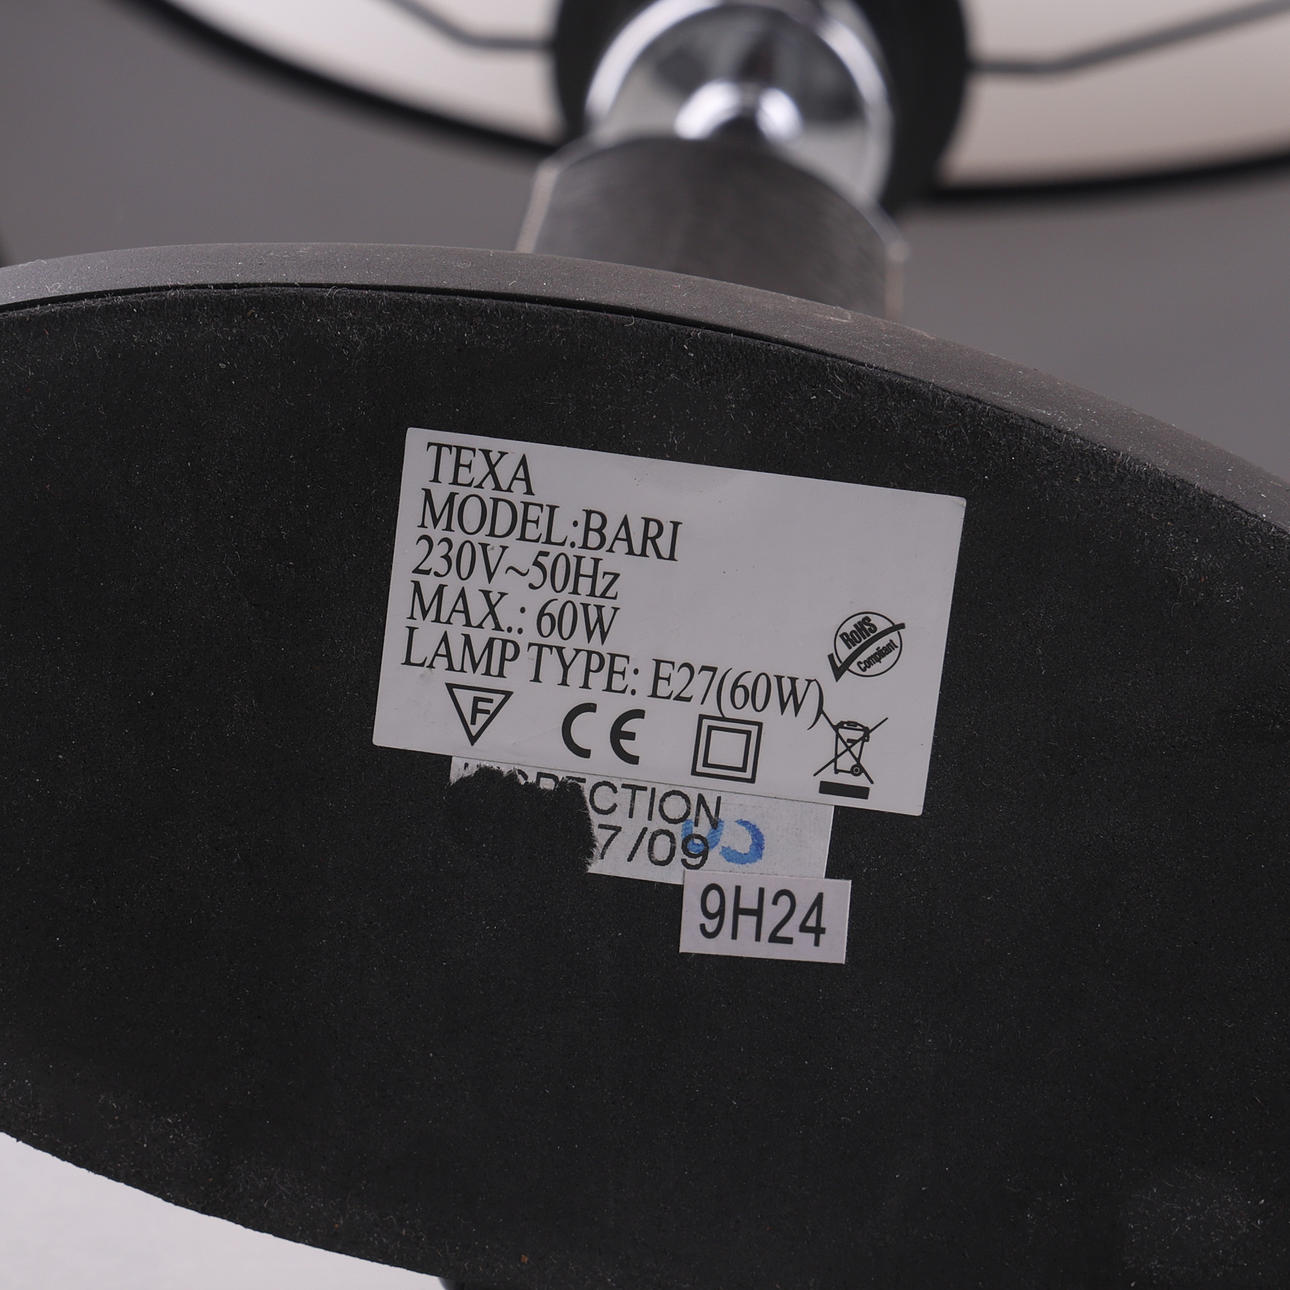 TEXA
MODEL:BARI
230V~50Hz
MAX.: 60W
LAMP TYPE: E27(60W)
RoHS
Compliant
F
CE
7/09
9H24